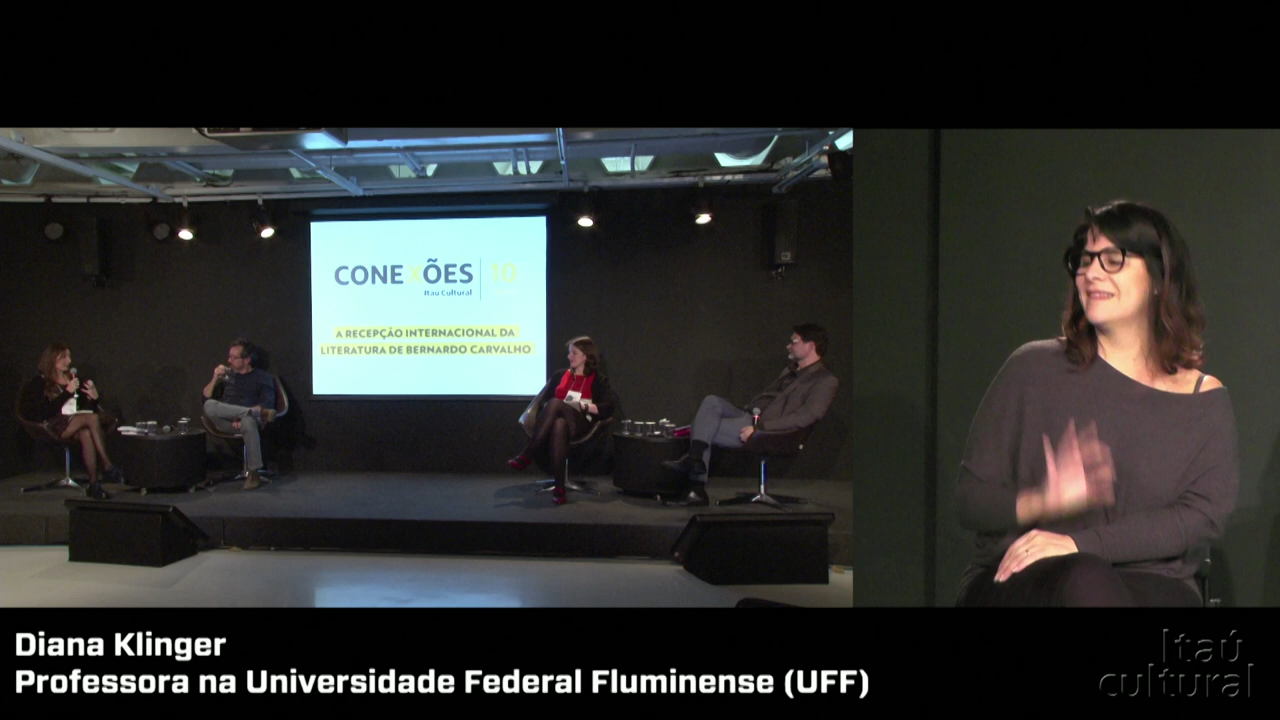 CONEXÕES 10
Itaú Cultural
A RECEPÇÃO INTERNACIONAL DA
LITERATURA DE BERNARDO CARVALHO
Diana Klinger
Professora na Universidade Federal Fluminense (UFF)
Itaú
cultural